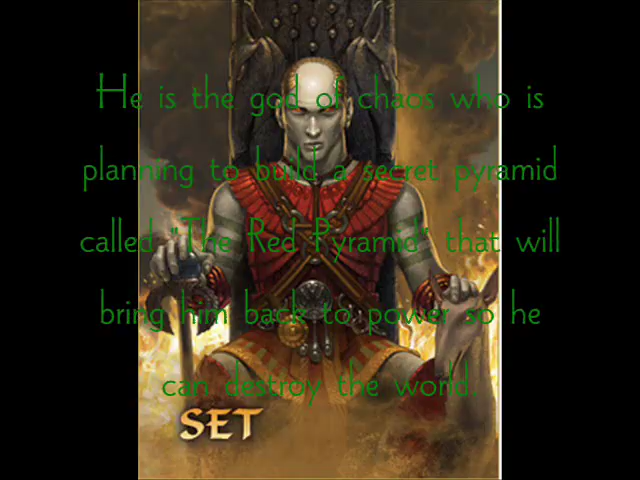 He is the god of chaos who is
planning to build a secret pyramid
called "The Red Pyramid" that will
bring him back to power so he
can destroy the world.
SET